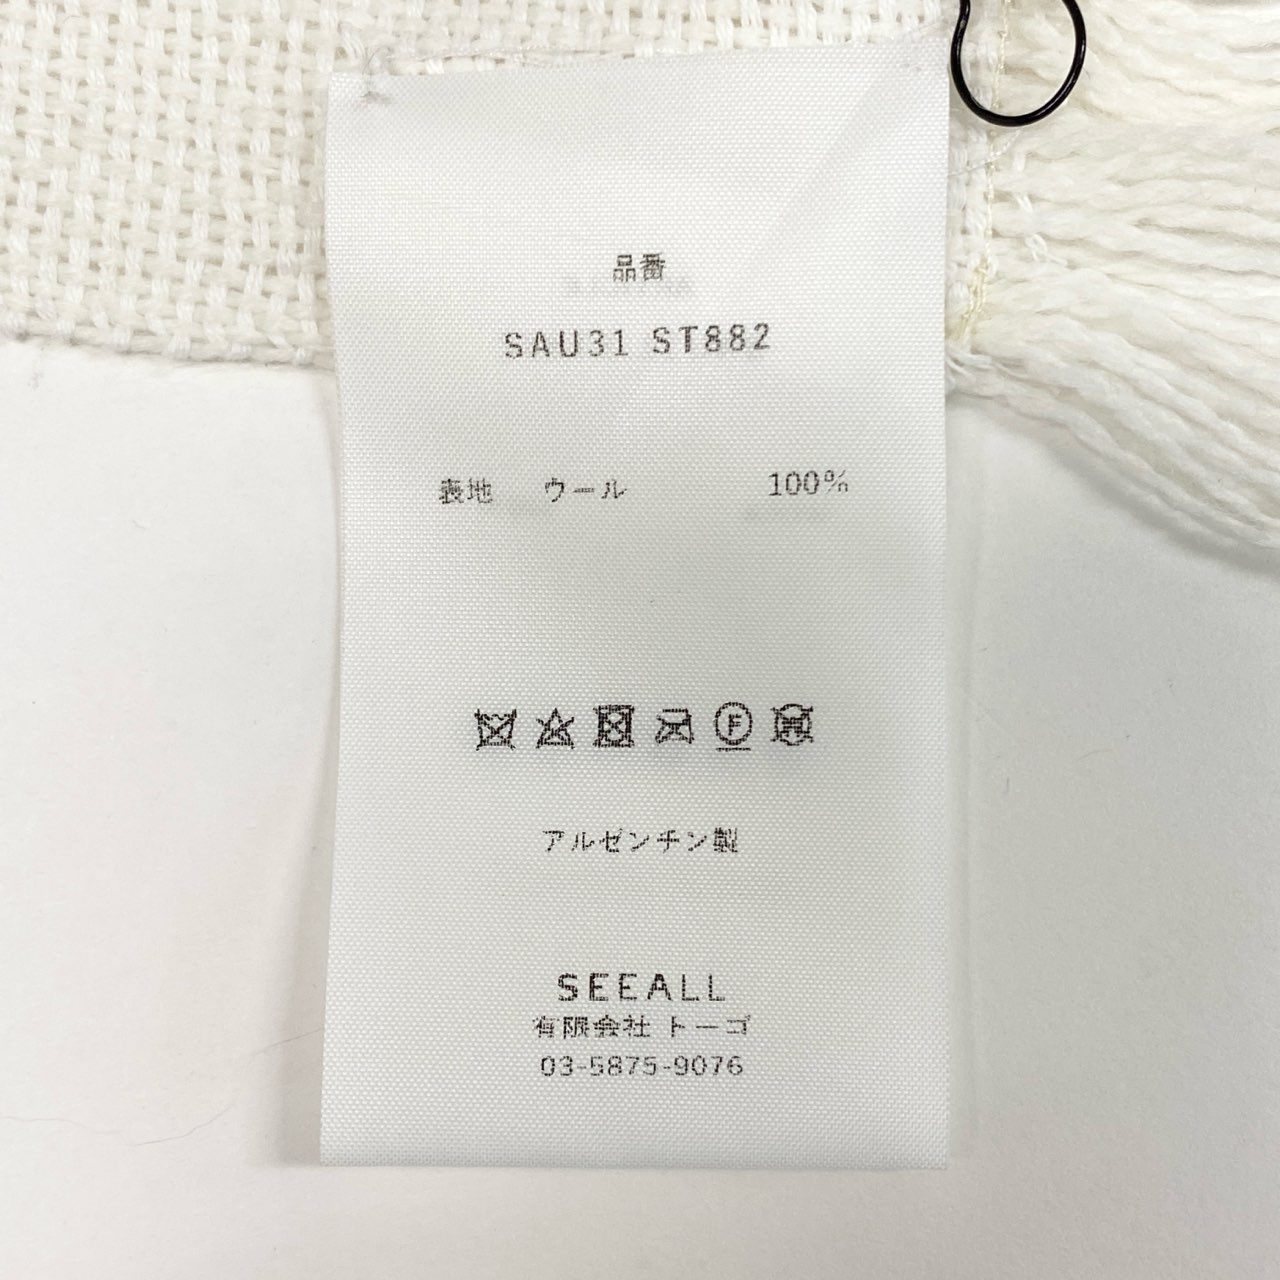 品番
SAU31 ST882
表地 ウール 100%
F
アルゼンチン製
SEEALL
有限会社 トーゴ
03-5875-9076